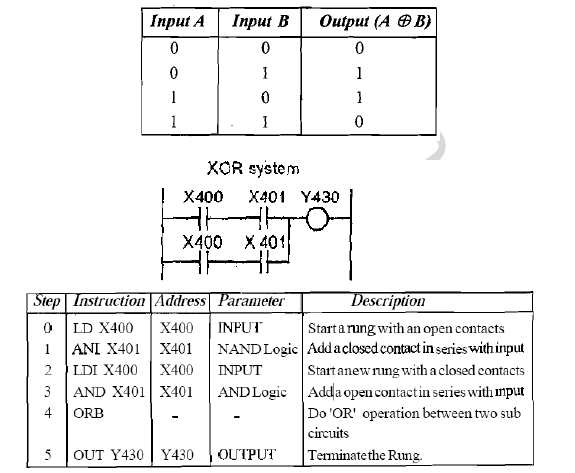 Input A Input B Output (A ⊕ B)
0 0 0
0 1 1
1 0 1
1 1 0
XOR system
X400 X401 Y430
X400 X 401
Step Instruction Address Parameter Description
0 LD X400 X400 INPUT Start a rung with an open contacts
1 ANI X401 X401 NAND Logic Add a closed contact in series with input
2 LDI X400 X400 INPUT Start anew rung with a closed contacts
3 AND X401 X401 AND Logic Add a open contact in series with input
4 ORB - - Do 'OR' operation between two sub
circuits
5 OUT Y430 Y430 OUTPUT Terminate the Rung.